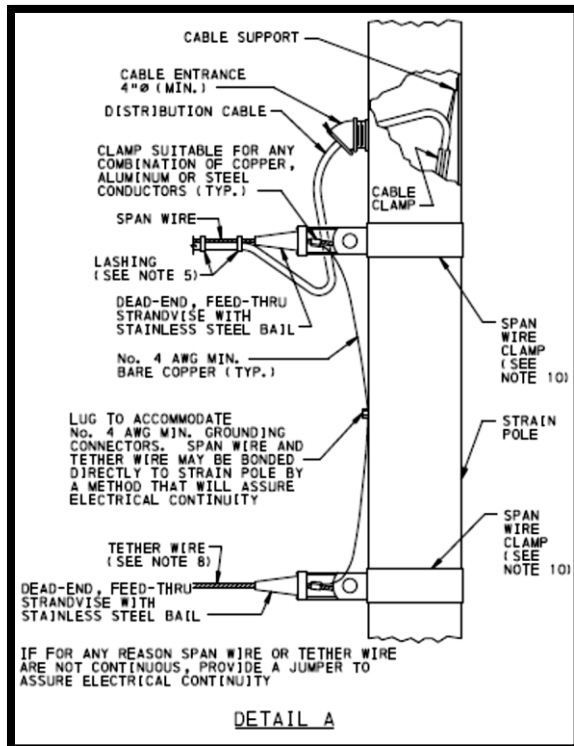 CABLE SUPPORT
CABLE ENTRANCE
4"Ø (MIN.)
DISTRIBUTION CABLE
CLAMP SUITABLE FOR ANY
COMBINATION OF COPPER,
ALUMINUM OR STEEL
CONDUCTORS (TYP.)
CABLE
CLAMP
SPAN WIRE
LASHING
(SEE NOTE 5)
DEAD-END, FEED-THRU
STRANDVISE WITH
STAINLESS STEEL BAIL
SPAN
WIRE
CLAMP
(SEE
NOTE 10)
No. 4 AWG MIN.
BARE COPPER (TYP.)
LUG TO ACCOMMODATE
No. 4 AWG MIN. GROUNDING
CONNECTORS. SPAN WIRE AND
TETHER WIRE MAY BE BONDED
DIRECTLY TO STRAIN POLE BY
A METHOD THAT WILL ASSURE
ELECTRICAL CONTINUITY
STRAIN
POLE
SPAN
WIRE
CLAMP
(SEE
NOTE 10)
TETHER WIRE
(SEE NOTE 8)
DEAD-END, FEED-THRU
STRANDVISE WITH
STAINLESS STEEL BAIL
IF FOR ANY REASON SPAN WIRE OR TETHER WIRE
ARE NOT CONTINUOUS, PROVIDE A JUMPER TO
ASSURE ELECTRICAL CONTINUITY
DETAIL A